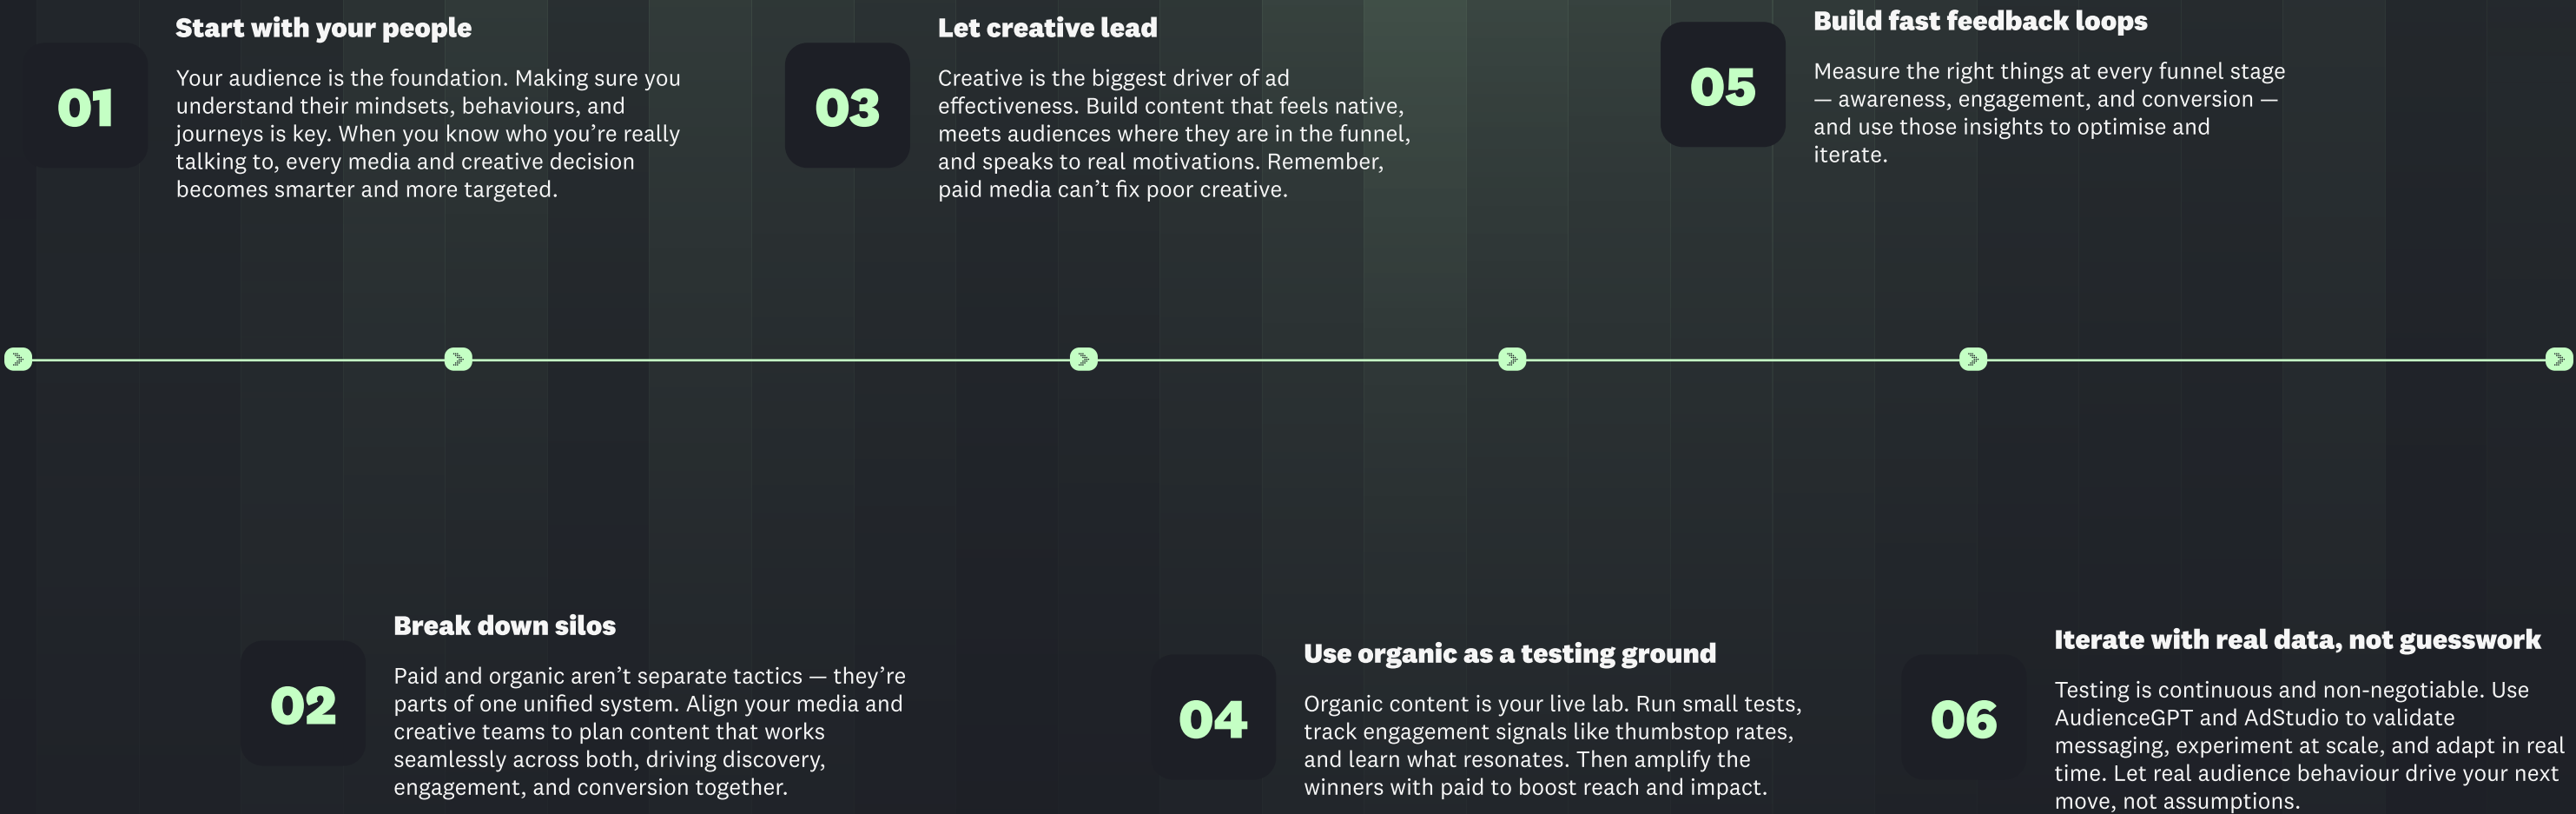 01
Start with your people
Your audience is the foundation. Making sure you
understand their mindsets, behaviours, and
journeys is key. When you know who you’re really
talking to, every media and creative decision
becomes smarter and more targeted.
02
Break down silos
Paid and organic aren’t separate tactics — they’re
parts of one unified system. Align your media and
creative teams to plan content that works
seamlessly across both, driving discovery,
engagement, and conversion together.
03
Let creative lead
Creative is the biggest driver of ad
effectiveness. Build content that feels native,
meets audiences where they are in the funnel,
and speaks to real motivations. Remember,
paid media can’t fix poor creative.
04
Use organic as a testing ground
Organic content is your live lab. Run small tests,
track engagement signals like thumbstop rates,
and learn what resonates. Then amplify the
winners with paid to boost reach and impact.
05
Build fast feedback loops
Measure the right things at every funnel stage
— awareness, engagement, and conversion —
and use those insights to optimise and
iterate.
06
Iterate with real data, not guesswork
Testing is continuous and non-negotiable. Use
AudienceGPT and AdStudio to validate
messaging, experiment at scale, and adapt in real
time. Let real audience behaviour drive your next
move, not assumptions.